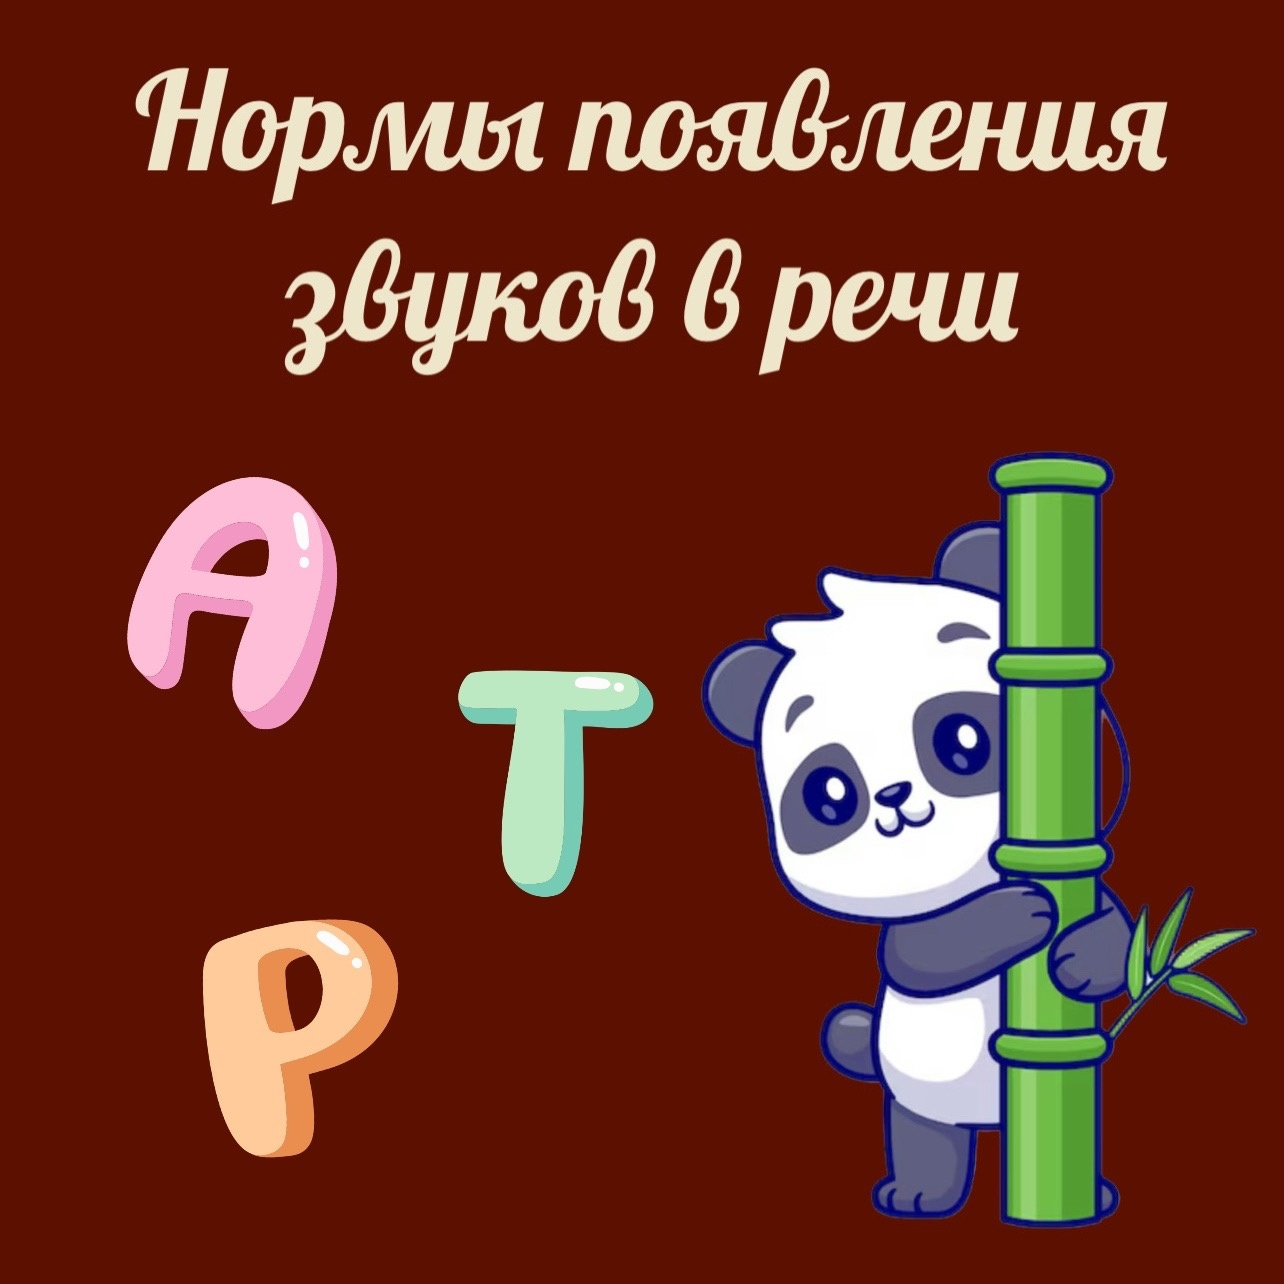 Нормы появления
звуков в речи
А
Т
Р